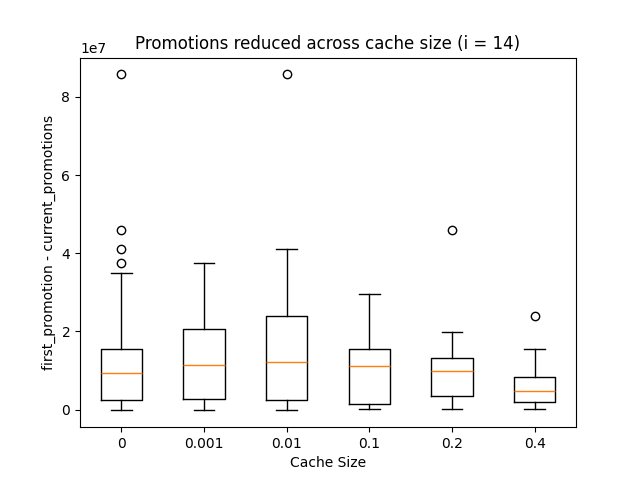 Promotions reduced across cache size (i = 14)
1e7
8
6
4
2
0
first_promotion - current_promotions
0 0.001 0.01 0.1 0.2 0.4
Cache Size